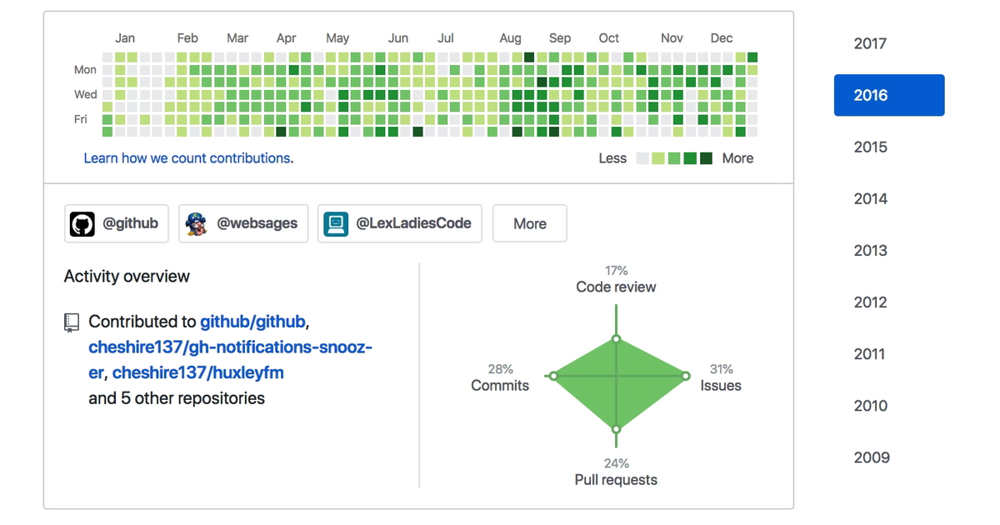 Jan Feb Mar Apr May Jun Jul Aug Sep Oct Nov Dec
Mon
Wed
Fri
Learn how we count contributions.
Less More
@github @websages @LexLadiesCode More
Activity overview
Contributed to github/github,
cheshire137/gh-notifications-snooz-
er, cheshire137/huxleyfm
and 5 other repositories
17%
Code review
28%
Commits
31%
Issues
24%
Pull requests
2017
2016
2015
2014
2013
2012
2011
2010
2009